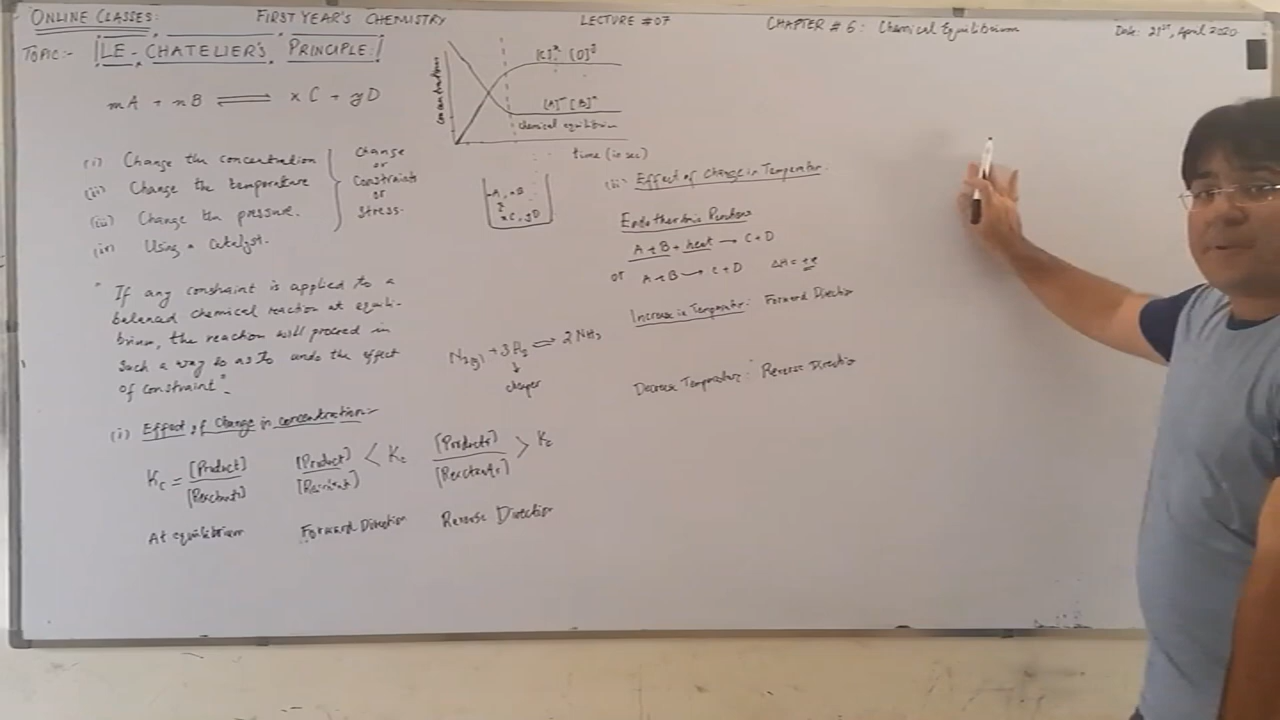 ONLINE CLASSES: FIRST YEAR'S CHEMISTRY LECTURE #07 CHAPTER # 6: Chemical Equilibrium Date: 21st, April 2020
TOPIC:- LE-CHATELIER'S PRINCIPLE:
mA + nB ⇌ xC + yD
(i) Change the concentration
(ii) Change the temperature
(iii) Change the pressure.
(iv) Using a Catalyst.
Change
or
Constraints
or
Stress.
"If any constraint is applied to a
balanced chemical reaction at equili-
brium, the reaction will proceed in
such a way so as to undo the effect
of constraint".
(i) Effect of Change in concentration:-
Kc = [Product] / [Reactants]
[Product] / [Reactant] < Kc
[Products] / [Reactants] > Kc
At equilibrium Forward Direction Reverse Direction
concentrations
[C]ˣ [D]ʸ
[A]ᵐ [B]ⁿ
chemical equilibrium
time (in sec)
A, nB
xC, yD
N₂(g) + 3H₂ ⇌ 2NH₃
↓
cheaper
(ii) Effect of Change in Temperature:
Endothermic Reactions
A + B + heat → C + D
or A + B → C + D ΔH = +e
Increase in Temperature: Forward Direction
Decrease Temperature: Reverse Direction